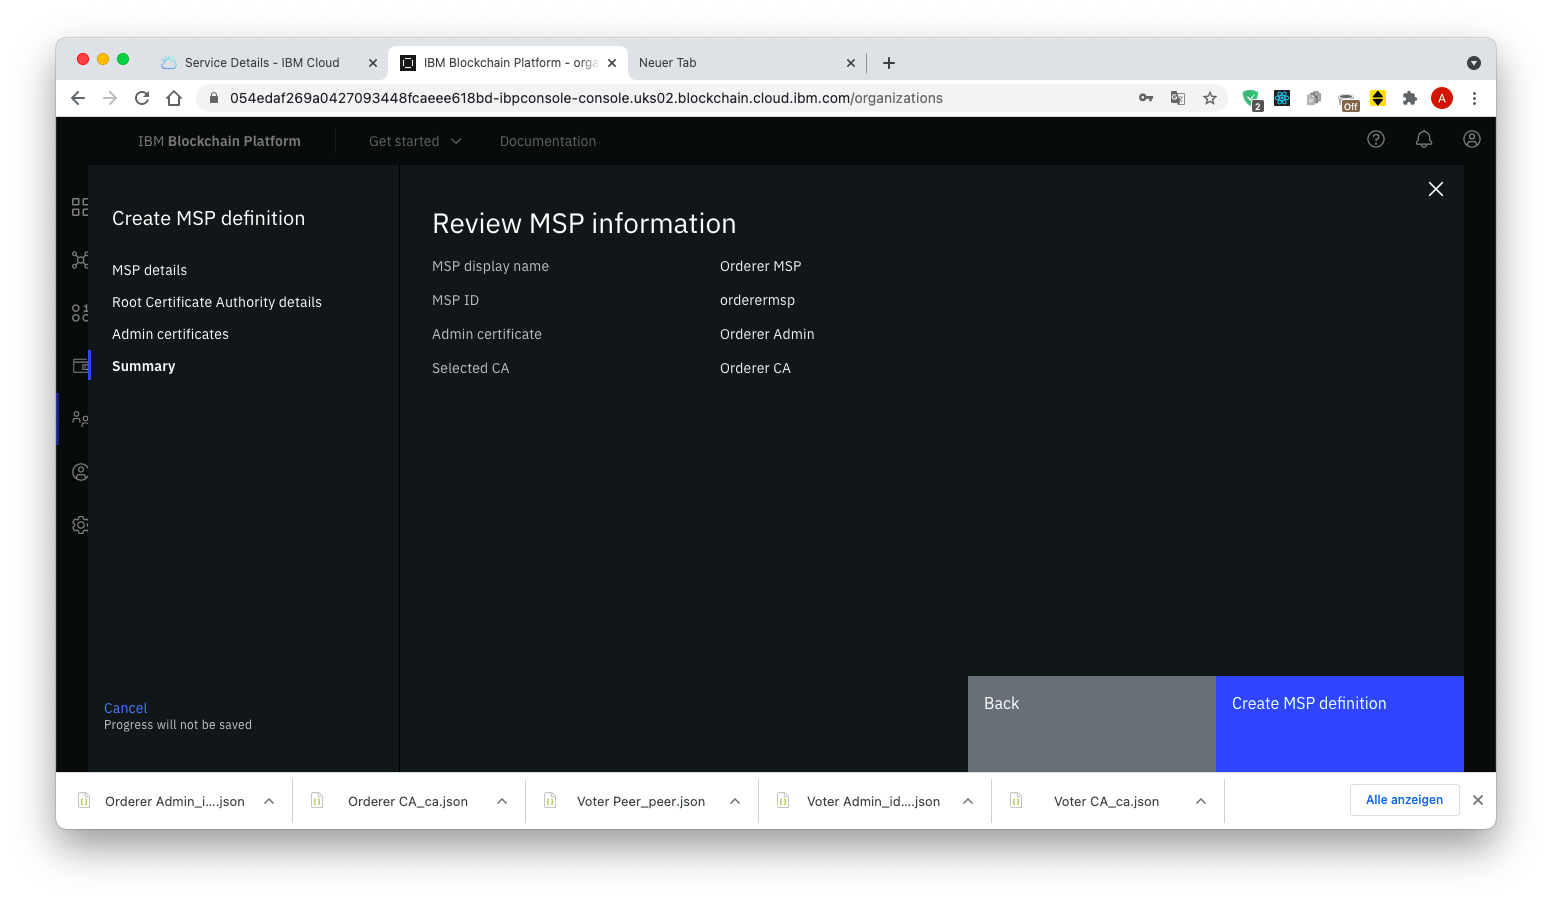 Service Details - IBM Cloud
IBM Blockchain Platform - orga
Neuer Tab
054edaf269a0427093448fcaeee618bd-ibpconsole-console.uks02.blockchain.cloud.ibm.com/organizations
2
Off
A
IBM Blockchain Platform
Get started
Documentation
Create MSP definition
MSP details
Root Certificate Authority details
Admin certificates
Summary
Cancel
Progress will not be saved
Review MSP information
MSP display name Orderer MSP
MSP ID orderermsp
Admin certificate Orderer Admin
Selected CA Orderer CA
Back
Create MSP definition
Orderer Admin_i....json
Orderer CA_ca.json
Voter Peer_peer.json
Voter Admin_id....json
Voter CA_ca.json
Alle anzeigen